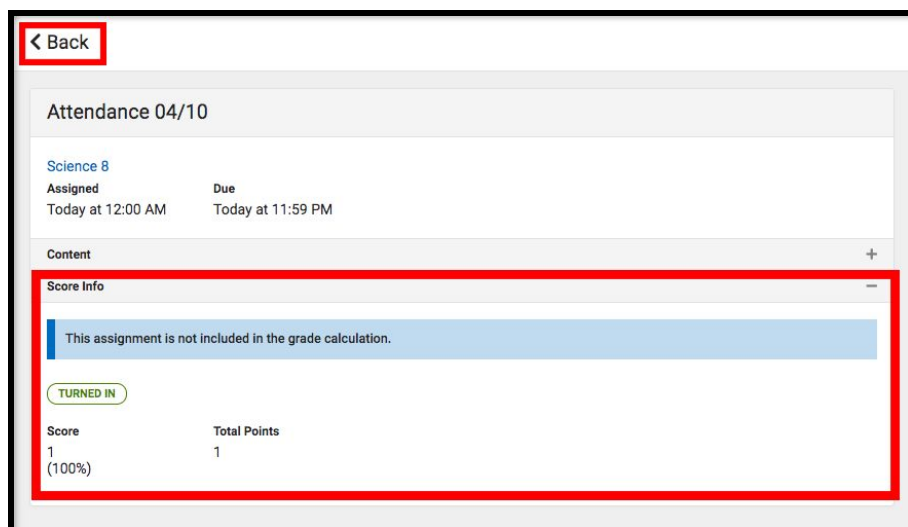 Back
Attendance 04/10
Science 8
Assigned Due
Today at 12:00 AM Today at 11:59 PM
Content
Score Info
This assignment is not included in the grade calculation.
TURNED IN
Score Total Points
1 1
(100%)